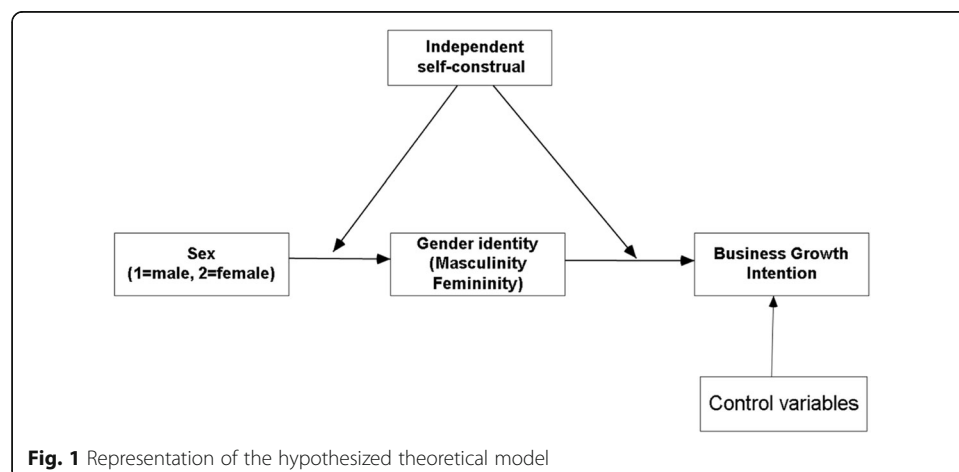 Independent
self-construal
Sex
(1=male, 2=female)
Gender identity
(Masculinity
Femininity)
Business Growth
Intention
Control variables
Fig. 1 Representation of the hypothesized theoretical model